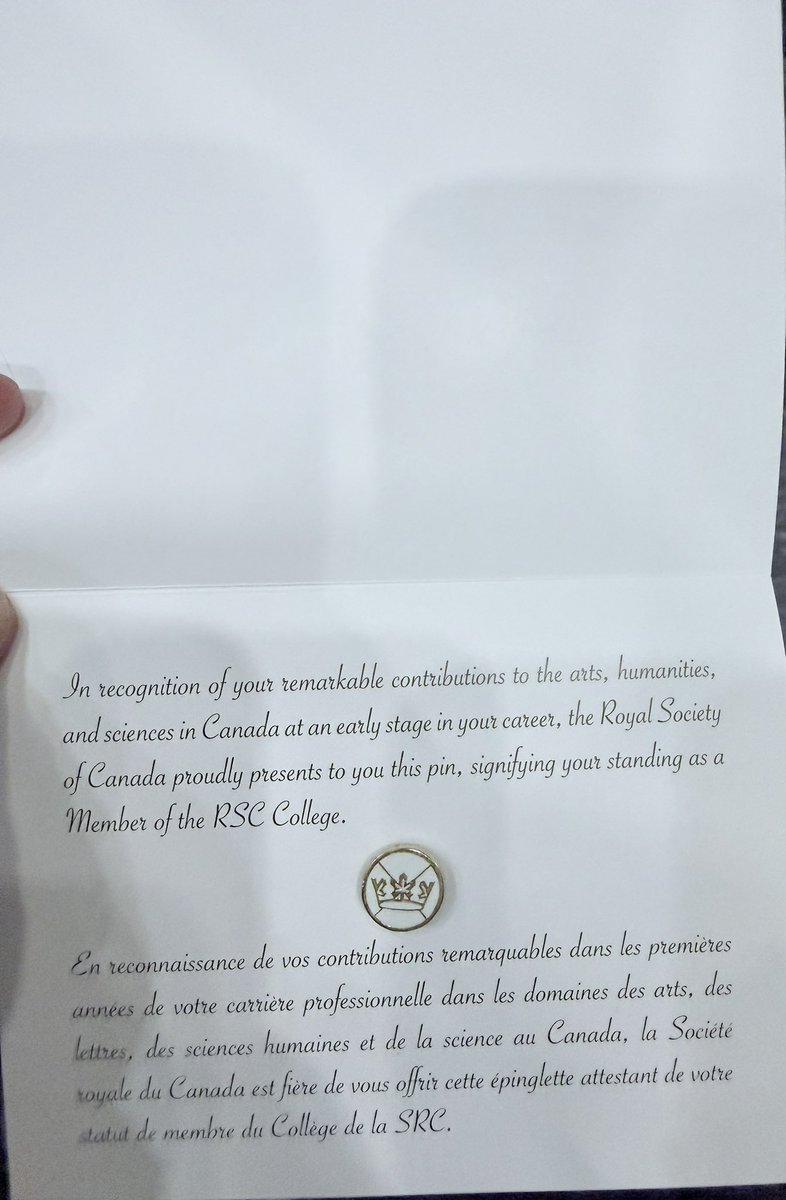 In recognition of your remarkable contributions to the arts, humanities,
and sciences in Canada at an early stage in your career, the Royal Society
of Canada proudly presents to you this pin, signifying your standing as a
Member of the RSC College.
En reconnaissance de vos contributions remarquables dans les premières
années de votre carrière professionnelle dans les domaines des arts, des
lettres, des sciences humaines et de la science au Canada, la Société
royale du Canada est fière de vous offrir cette épinglette attestant de votre
statut de membre du Collège de la SRC.